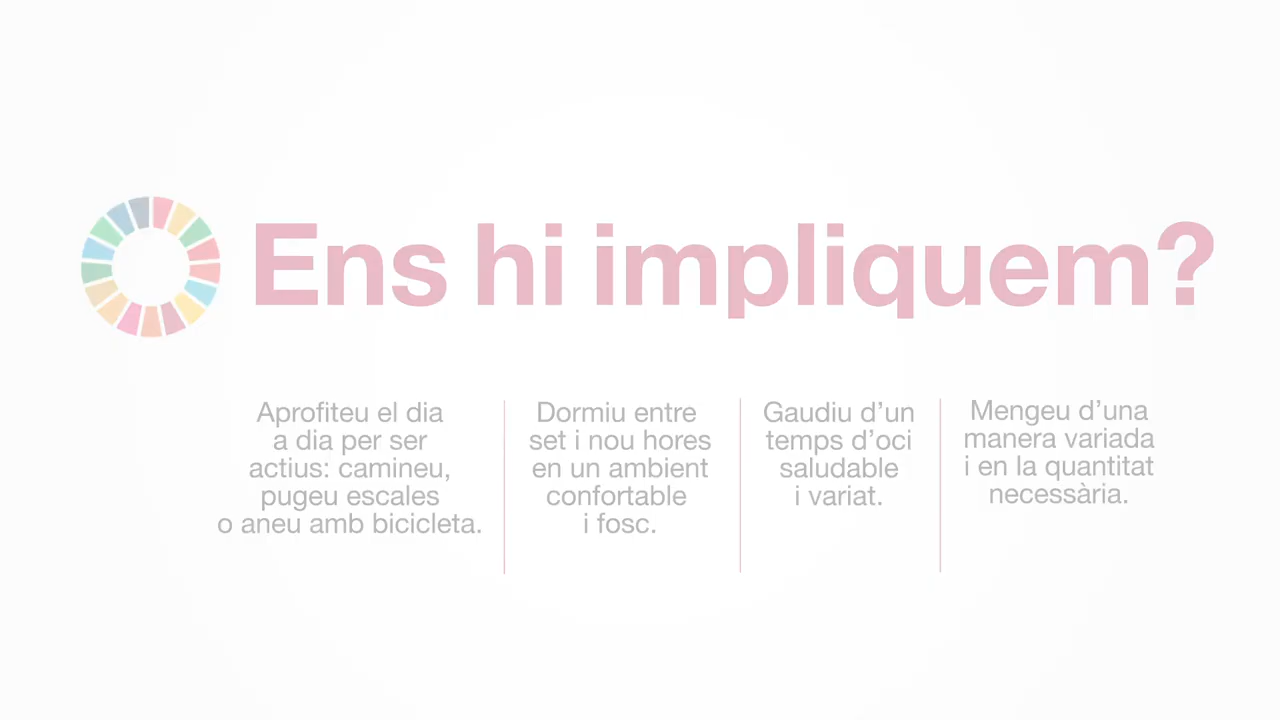 Ens hi impliquem?
Aprofiteu el dia
a dia per ser
actius: camineu,
pugeu escales
o aneu amb bicicleta.
Dormiu entre
set i nou hores
en un ambient
confortable
i fosc.
Gaudiu d’un
temps d’oci
saludable
i variat.
Mengeu d’una
manera variada
i en la quantitat
necessària.